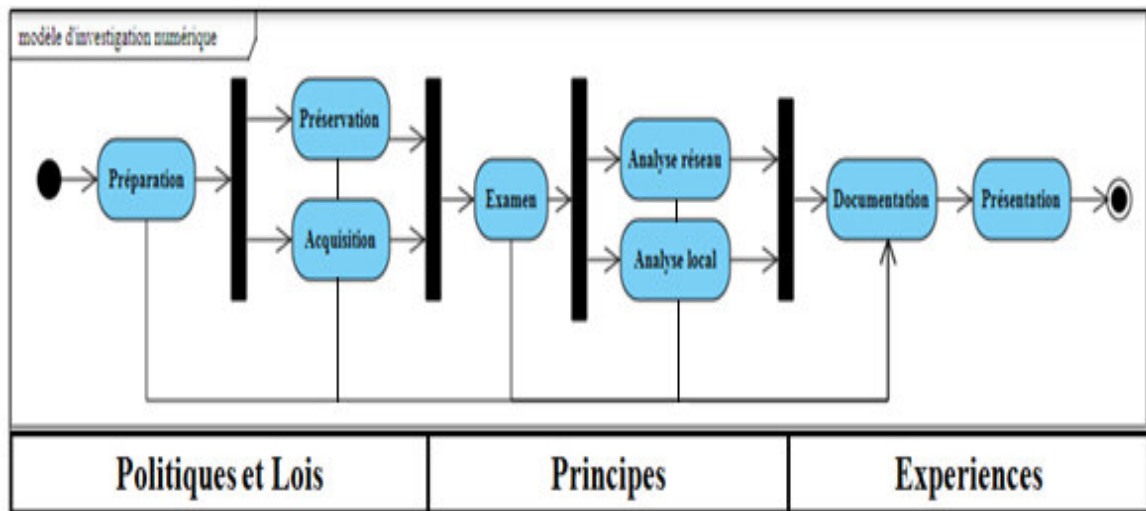 modèle d'investigation numérique
Préparation
Préservation
Acquisition
Examen
Analyse réseau
Analyse local
Documentation
Présentation
Politiques et Lois
Principes
Experiences